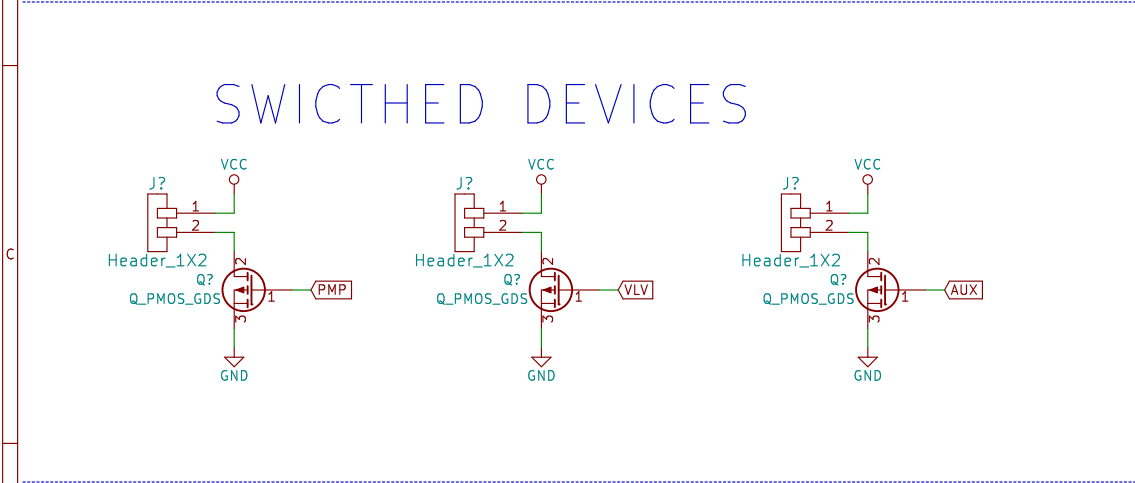 SWICTHED DEVICES
VCC VCC VCC
J? J? J?
1 1 1
2 2 2
C
Header_1X2 Header_1X2 Header_1X2
2 2 2
Q? Q? Q?
Q_PMOS_GDS 1 PMP Q_PMOS_GDS 1 VLV Q_PMOS_GDS 1 AUX
3 3 3
GND GND GND